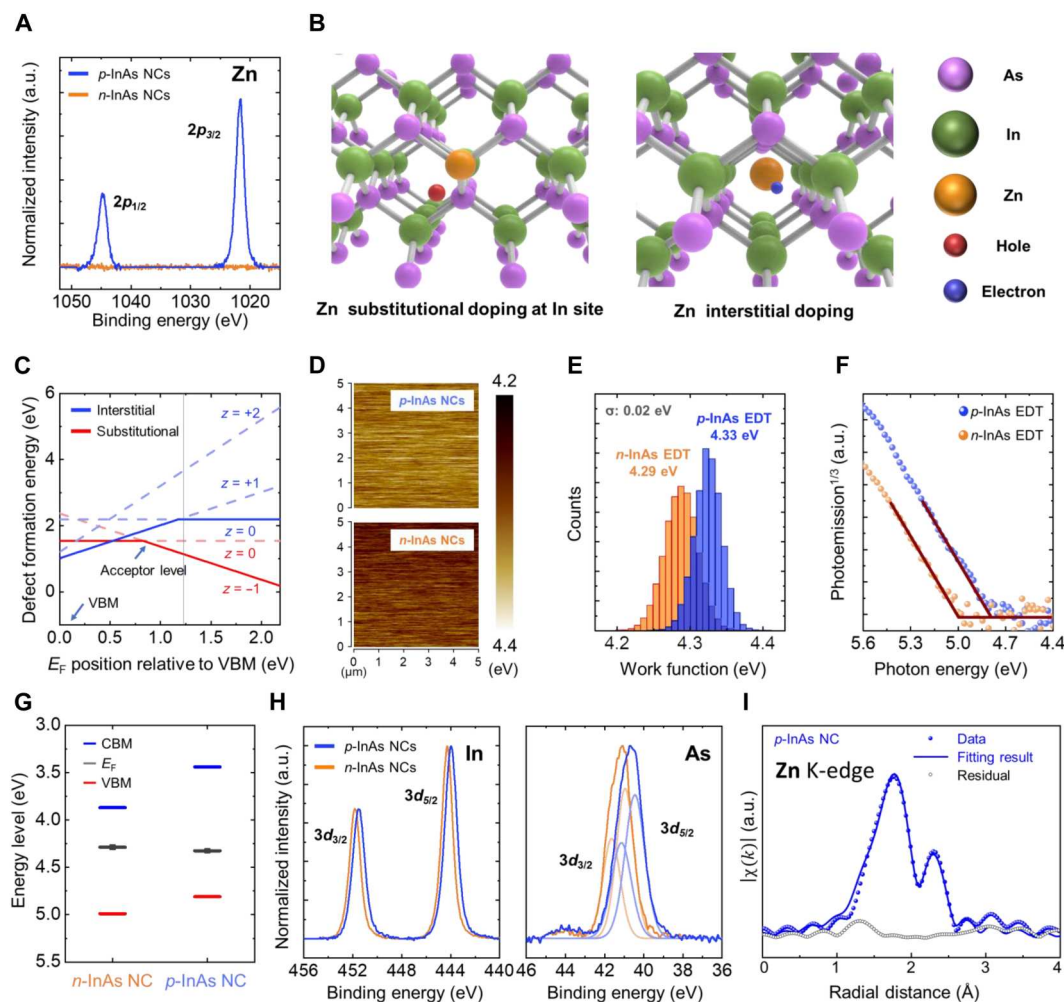 A
Zn
p-InAs NCs
n-InAs NCs
2p3/2
2p1/2
Normalized intensity (a.u.)
1050
1040
1030
1020
Binding energy (eV)
B
Zn substitutional doping at In site
Zn interstitial doping
As
In
Zn
Hole
Electron
C
Interstitial
Substitutional
z = +2
z = +1
z = 0
z = 0
z = −1
Acceptor level
VBM
Defect formation energy (eV)
6
4
2
0
0.0
0.5
1.0
1.5
2.0
EF position relative to VBM (eV)
D
p-InAs NCs
n-InAs NCs
5
4
3
2
1
0
5
4
3
2
1
0
0
1
2
3
4
5
(μm)
4.2
4.4
(eV)
E
σ: 0.02 eV
p-InAs EDT
4.33 eV
n-InAs EDT
4.29 eV
Counts
4.2
4.3
4.4
Work function (eV)
F
p-InAs EDT
n-InAs EDT
Photoemission1/3 (a.u.)
5.6
5.3
5.0
4.7
4.4
Photon energy (eV)
G
CBM
EF
VBM
Energy level (eV)
3.0
3.5
4.0
4.5
5.0
5.5
n-InAs NC
p-InAs NC
H
p-InAs NCs
n-InAs NCs
In
3d5/2
3d3/2
Normalized intensity (a.u.)
456
452
448
444
440
Binding energy (eV)
As
3d5/2
3d3/2
46
44
42
40
38
36
Binding energy (eV)
I
p-InAs NC
Zn K-edge
Data
Fitting result
Residual
|χ(k)| (a.u.)
0
1
2
3
4
Radial distance (Å)